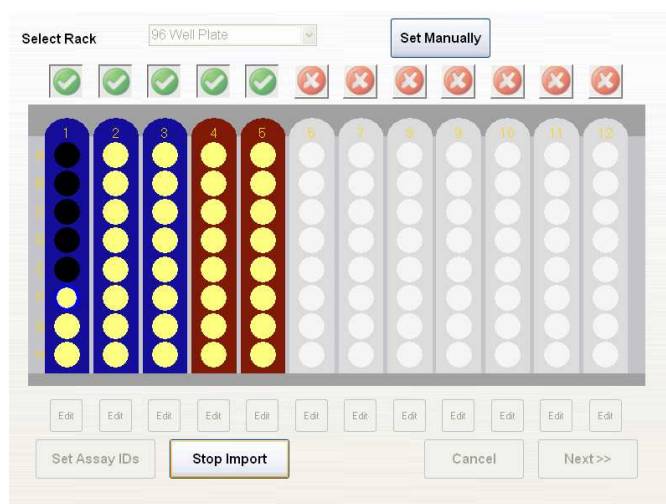 Select Rack 96 Well Plate Set Manually
1 2 3 4 5 6 7 8 9 10 11 12
Edit Edit Edit Edit Edit Edit Edit Edit Edit Edit Edit Edit
Set Assay IDs Stop Import Cancel Next >>